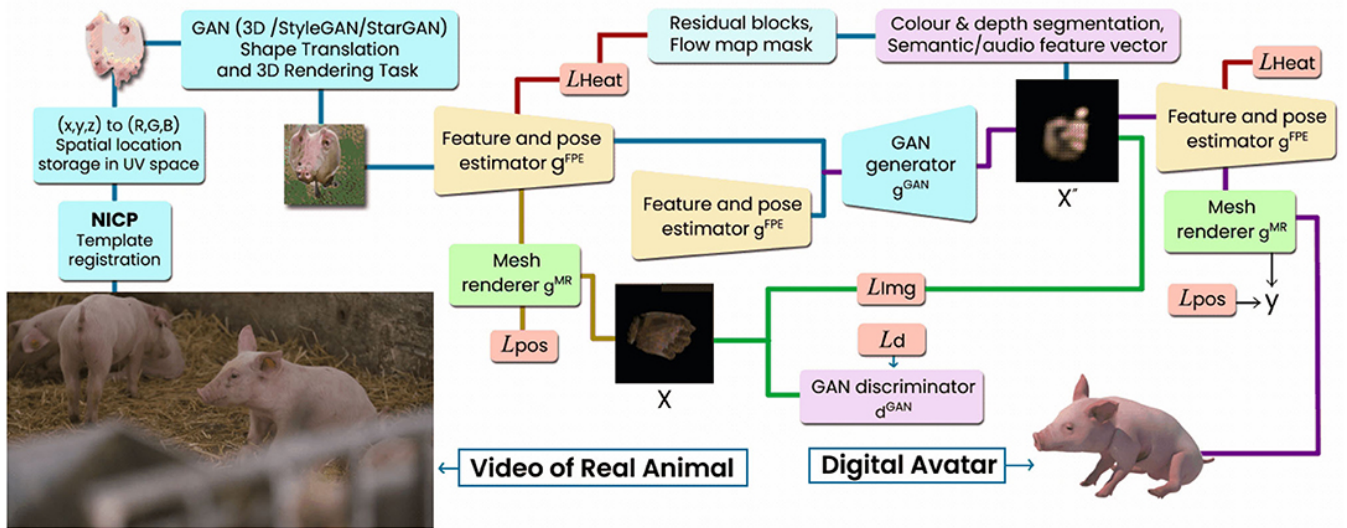 GAN (3D /StyleGAN/StarGAN)
Shape Translation
and 3D Rendering Task
(x,y,z) to (R,G,B)
Spatial location
storage in UV space
NICP
Template
registration
Residual blocks,
Flow map mask
Colour & depth segmentation,
Semantic/audio feature vector
LHeat
Feature and pose
estimator gFPE
Feature and pose
estimator gFPE
GAN
generator
gGAN
X″
LHeat
Feature and pose
estimator gFPE
Mesh
renderer gMR
Lpos
X
LImg
Ld
GAN discriminator
dGAN
Mesh
renderer gMR
Lpos
y
Video of Real Animal
Digital Avatar